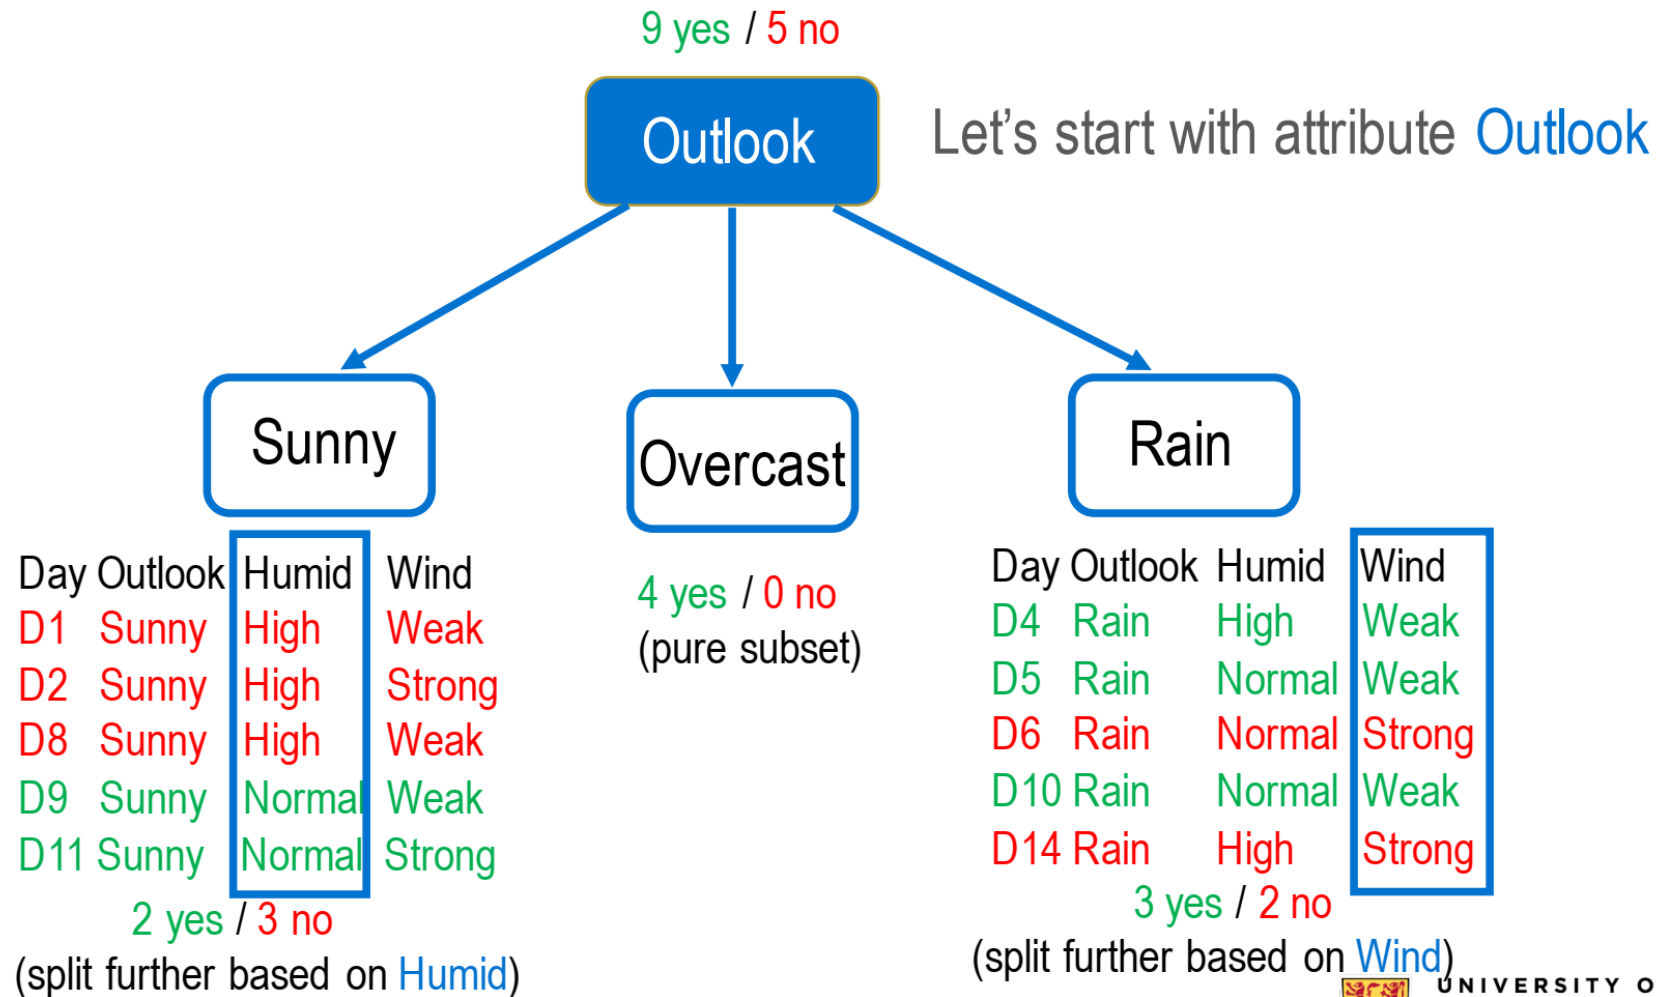 9 yes / 5 no
Outlook
Let's start with attribute Outlook
Sunny
Overcast
Rain
Day Outlook Humid Wind
D1 Sunny High Weak
D2 Sunny High Strong
D8 Sunny High Weak
D9 Sunny Normal Weak
D11 Sunny Normal Strong
2 yes / 3 no
(split further based on Humid)
4 yes / 0 no
(pure subset)
Day Outlook Humid Wind
D4 Rain High Weak
D5 Rain Normal Weak
D6 Rain Normal Strong
D10 Rain Normal Weak
D14 Rain High Strong
3 yes / 2 no
(split further based on Wind)
UNIVERSITY O